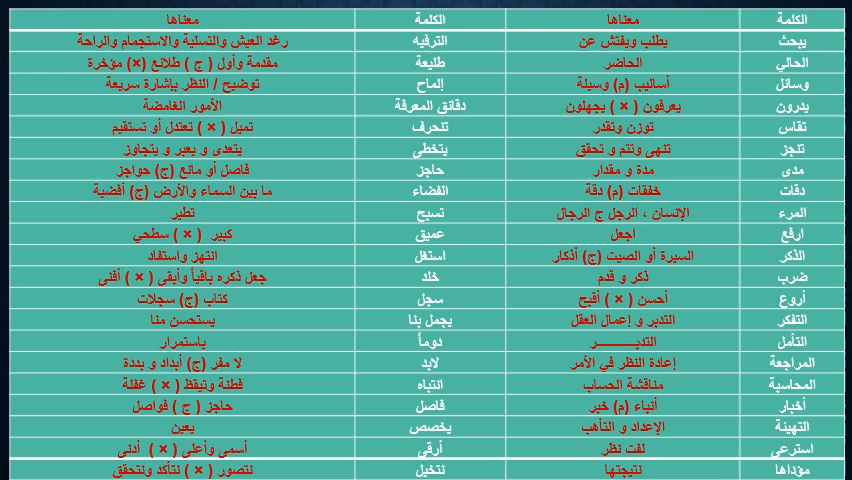 الكلمة معناها الكلمة معناها
يبحث يطلب ويفتش عن الترفيه رغد العيش والتسلية والاستجمام والراحة
الحالي الحاضر طليعة مقدمة وأول ( ج ) طلائع (×) مؤخرة
وسائل أساليب (م) وسيلة إلماح توضيح / النظر بإشارة سريعة
يدرون يعرفون ( × ) يجهلون دقائق المعرفة الأمور الغامضة
تقاس توزن وتقدر تنحرف تميل ( × ) تعتدل أو تستقيم
تنجز تنهي وتتم و تحقق يتخطى يتعدى و يعبر و يتجاوز
مدى مدة و مقدار حاجز فاصل أو مانع (ج) حواجز
دقات خفقات (م) دقة الفضاء ما بين السماء والأرض (ج) أفضية
المرء الإنسان ، الرجل ج الرجال تسبح تطير
ارفع اجعل عميق كبير ( × ) سطحي
الذكر السيرة أو الصيت (ج) أذكار استغل انتهز واستفاد
ضرب ذكر و قدم خلد جعل ذكره باقياً وأبقى ( × ) أفنى
أروع أحسن ( × ) أقبح سجل كتاب (ج) سجلات
التفكر التدبر و إعمال العقل يجمل بنا يستحسن منا
التأمل التدبـــــــر دوماً باستمرار
المراجعة إعادة النظر في الأمر لابد لا مفر (ج) أبداد و بددة
المحاسبة مناقشة الحساب انتباه فطنة وتيقظ ( × ) غفلة
أخبار أنباء (م) خبر فاصل حاجز ( ج ) فواصل
التهيئة الإعداد و التأهب يخصص يعين
استرعى لفت نظر أرقى أسمى وأعلى ( × ) أدنى
مؤداها نتيجتها نتخيل نتصور ( × ) نتأكد ونتحقق